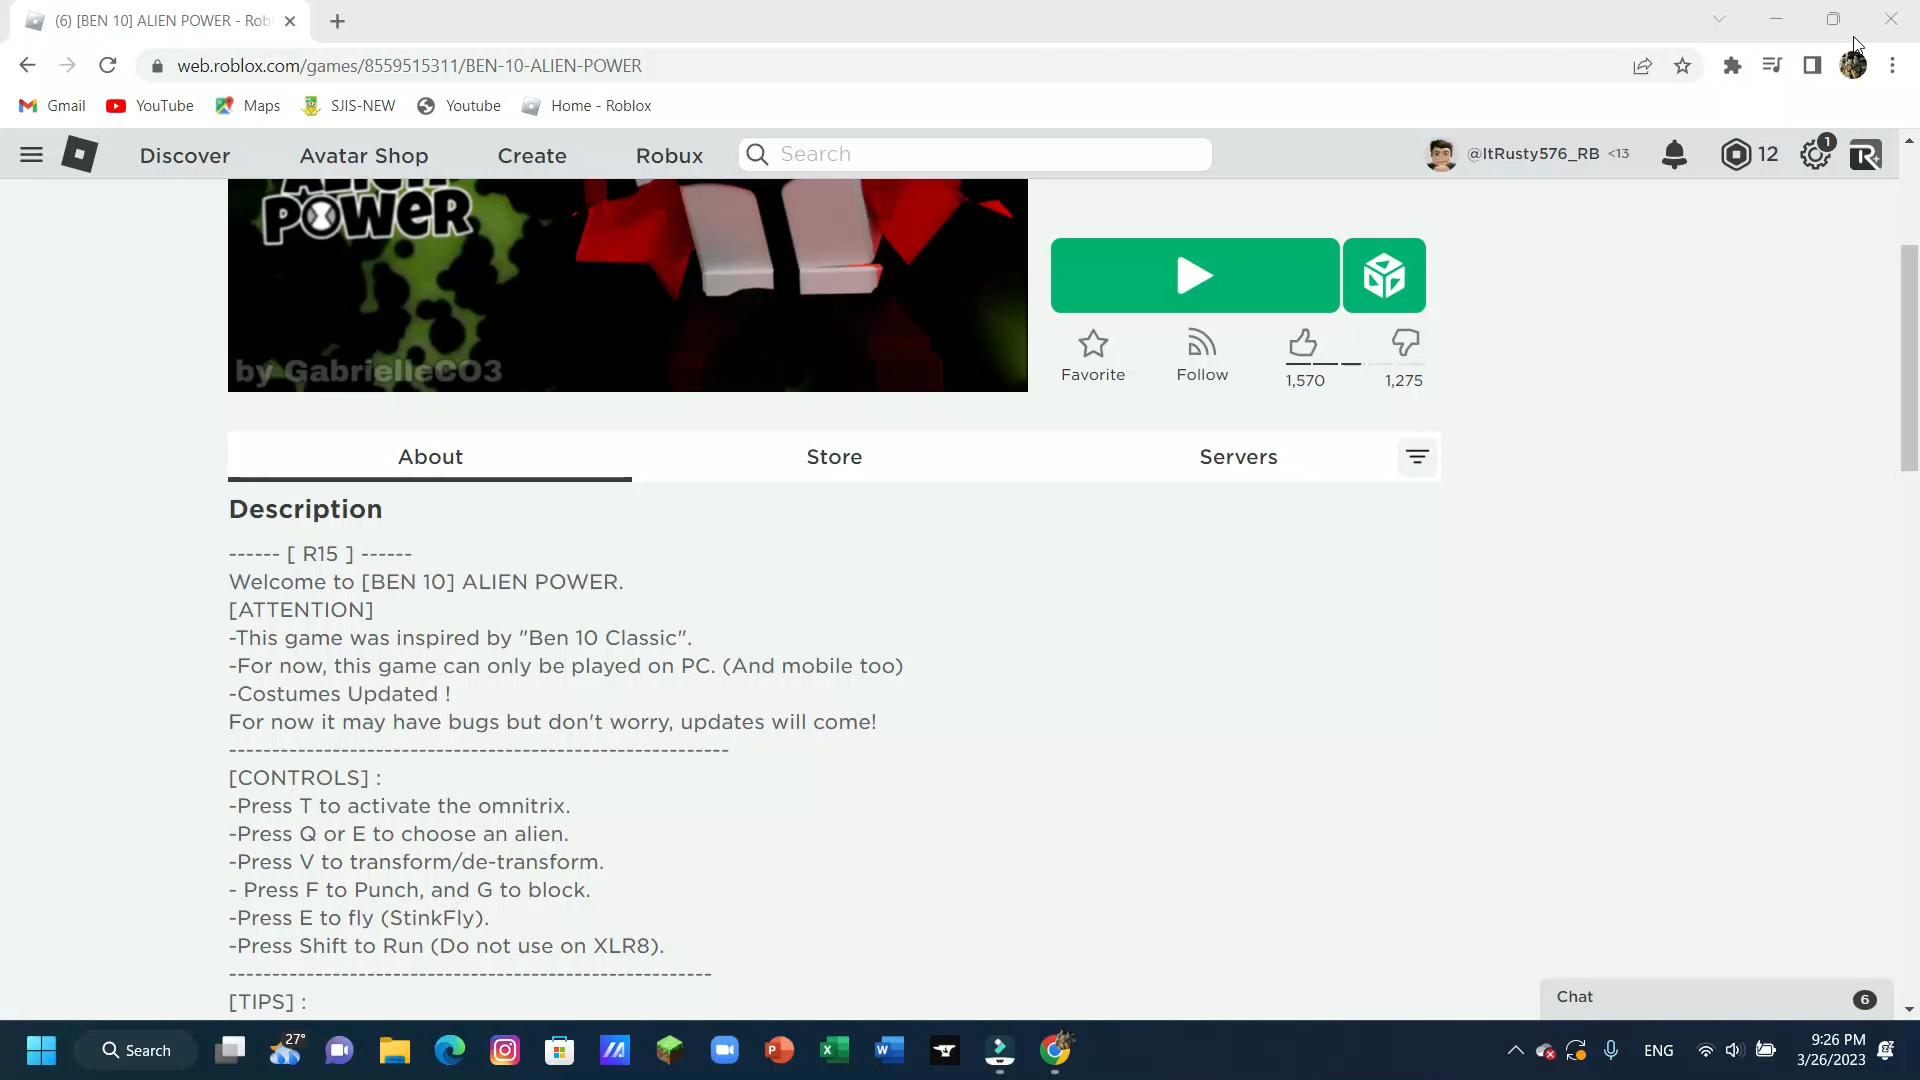 (6) [BEN 10] ALIEN POWER - Rob
web.roblox.com/games/8559515311/BEN-10-ALIEN-POWER
Gmail
YouTube
Maps
SJIS-NEW
Youtube
Home - Roblox
Discover
Avatar Shop
Create
Robux
Search
@ItRusty576_RB <13
12
1
POWER
by GabrielleCO3
Favorite
Follow
1,570
1,275
About
Store
Servers
Description
------ [ R15 ] ------
Welcome to [BEN 10] ALIEN POWER.
[ATTENTION]
-This game was inspired by "Ben 10 Classic".
-For now, this game can only be played on PC. (And mobile too)
-Costumes Updated !
For now it may have bugs but don't worry, updates will come!
----------------------------------------------------------
[CONTROLS] :
-Press T to activate the omnitrix.
-Press Q or E to choose an alien.
-Press V to transform/de-transform.
- Press F to Punch, and G to block.
-Press E to fly (StinkFly).
-Press Shift to Run (Do not use on XLR8).
--------------------------------------------------------
[TIPS] :
Chat
6
Search
27°
ENG
9:26 PM
3/26/2023